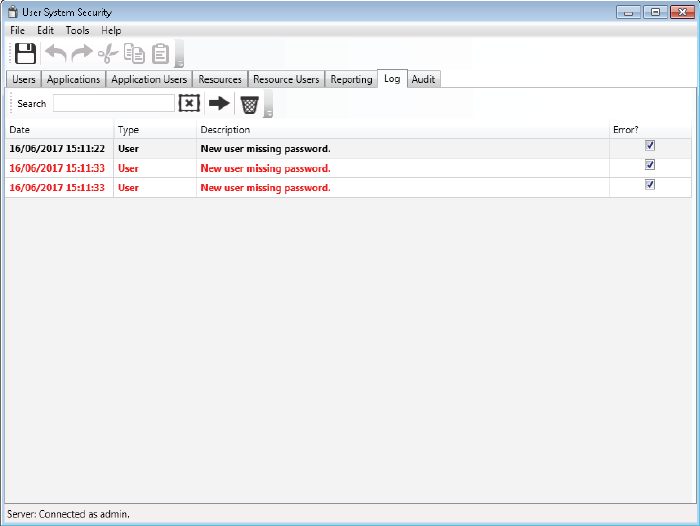 User System Security
File Edit Tools Help
Users Applications Application Users Resources Resource Users Reporting Log Audit
Search
Date Type Description Error?
16/06/2017 15:11:22 User New user missing password.
16/06/2017 15:11:33 User New user missing password.
16/06/2017 15:11:33 User New user missing password.
Server: Connected as admin.